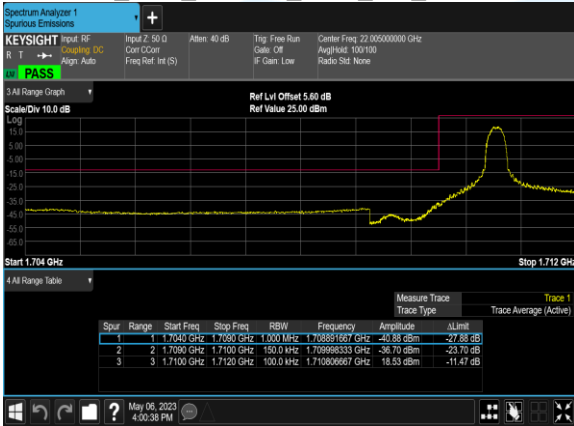 Spectrum Analyzer 1
Spurious Emissions
+
KEYSIGHT Input: RF Input Z: 50 Ω Atten: 40 dB Trig: Free Run Center Freq: 22.005000000 GHz
R T Coupling: DC Corr CCorr Gate: Off Avg|Hold: 100/100
Align: Auto Freq Ref: Int (S) IF Gain: Low Radio Std: None
PASS
3 All Range Graph
Ref Lvl Offset 5.60 dB
Scale/Div 10.0 dB Ref Value 25.00 dBm
Log
15.0
5.00
-5.00
-15.0
-25.0
-35.0
-45.0
-55.0
-65.0
Start 1.704 GHz Stop 1.712 GHz
4 All Range Table
Measure Trace Trace 1
Trace Type Trace Average (Active)
Spur Range Start Freq Stop Freq RBW Frequency Amplitude ΔLimit
1 1 1.7040 GHz 1.7090 GHz 1.000 MHz 1.708891667 GHz -40.88 dBm -27.88 dB
2 2 1.7090 GHz 1.7100 GHz 150.0 kHz 1.709998333 GHz -36.70 dBm -23.70 dB
3 3 1.7100 GHz 1.7120 GHz 100.0 kHz 1.710806667 GHz 18.53 dBm -11.47 dB
? May 06, 2023
4:00:38 PM